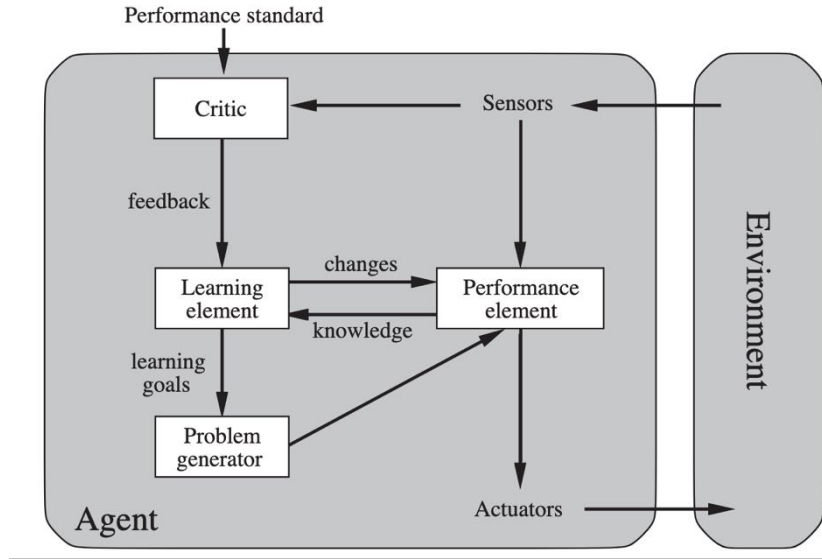 Performance standard
Critic
Sensors
feedback
Learning
element
changes
knowledge
Performance
element
learning
goals
Problem
generator
Agent
Actuators
Environment